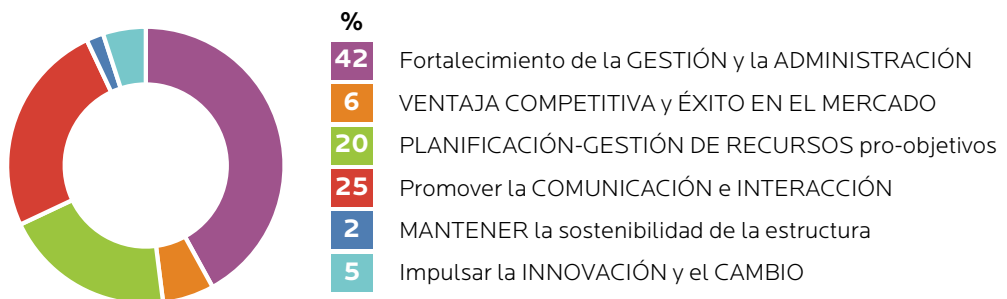 %
42 Fortalecimiento de la GESTIÓN y la ADMINISTRACIÓN
6 VENTAJA COMPETITIVA y ÉXITO EN EL MERCADO
20 PLANIFICACIÓN-GESTIÓN DE RECURSOS pro-objetivos
25 Promover la COMUNICACIÓN e INTERACCIÓN
2 MANTENER la sostenibilidad de la estructura
5 Impulsar la INNOVACIÓN y el CAMBIO